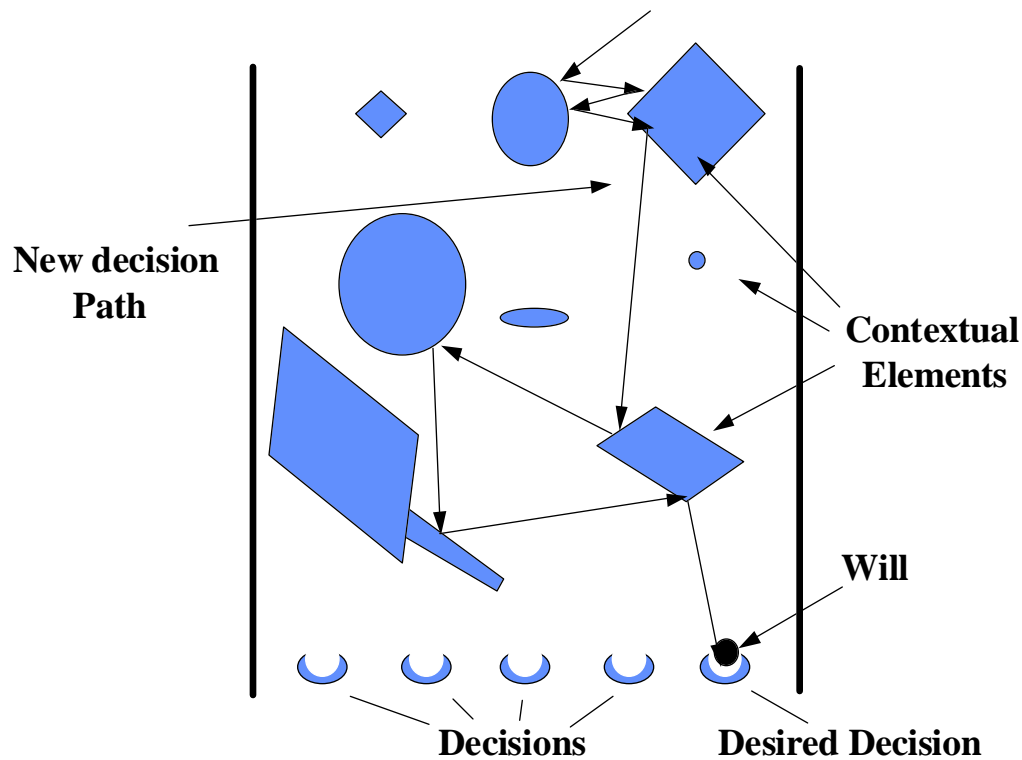 New decision
Path
Contextual
Elements
Will
Decisions
Desired Decision